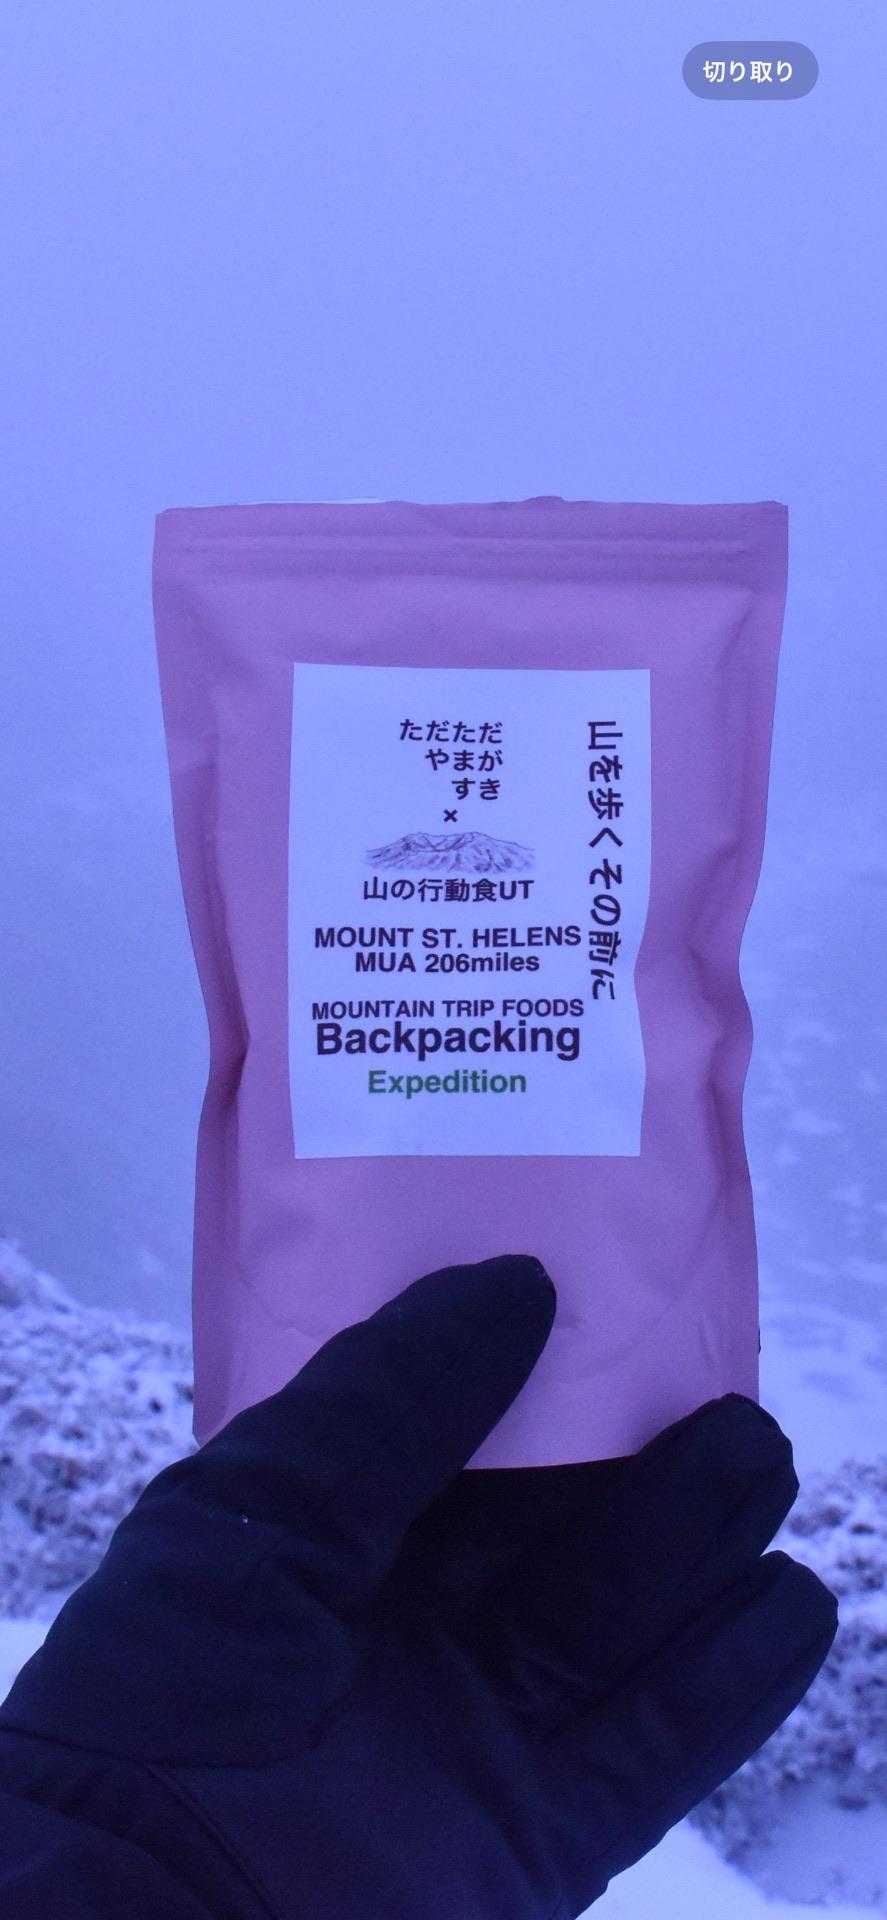 切り取り
ただただ
やまが
すき
×
山の行動食UT
MOUNT ST. HELENS
MUA 206miles
MOUNTAIN TRIP FOODS
Backpacking
Expedition
山を歩くその前に